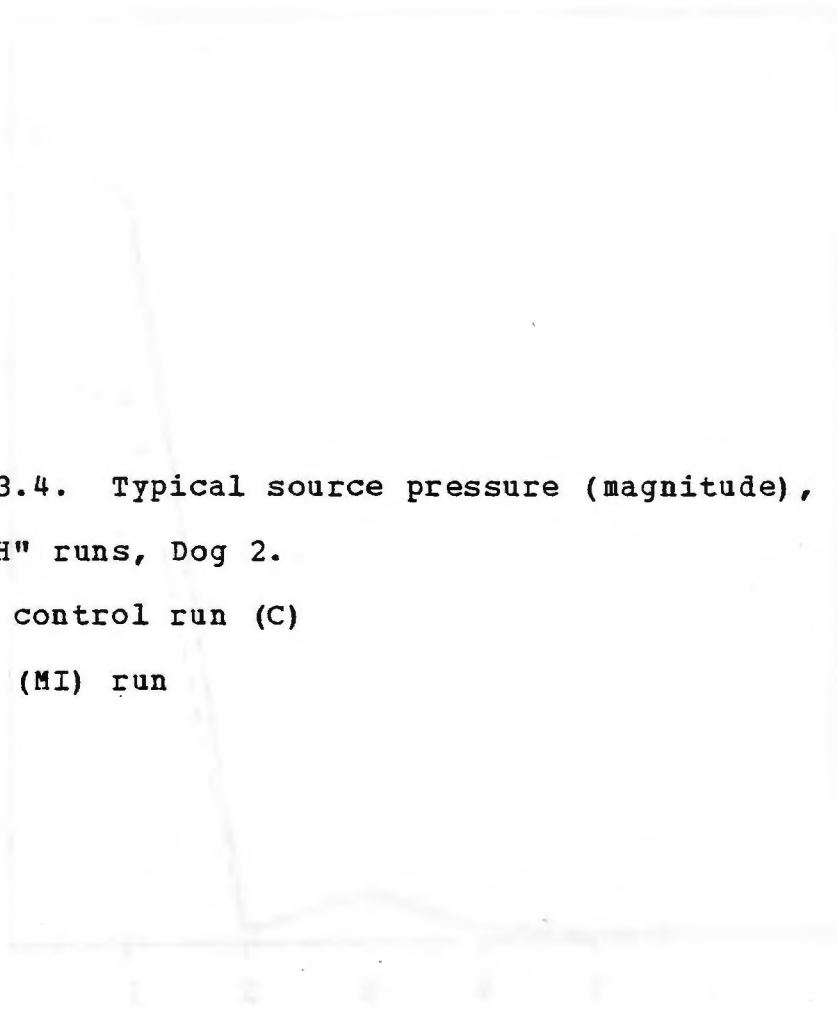 3.4. Typical source pressure (magnitude),
H" runs, Dog 2.
control run (C)
(MI) run